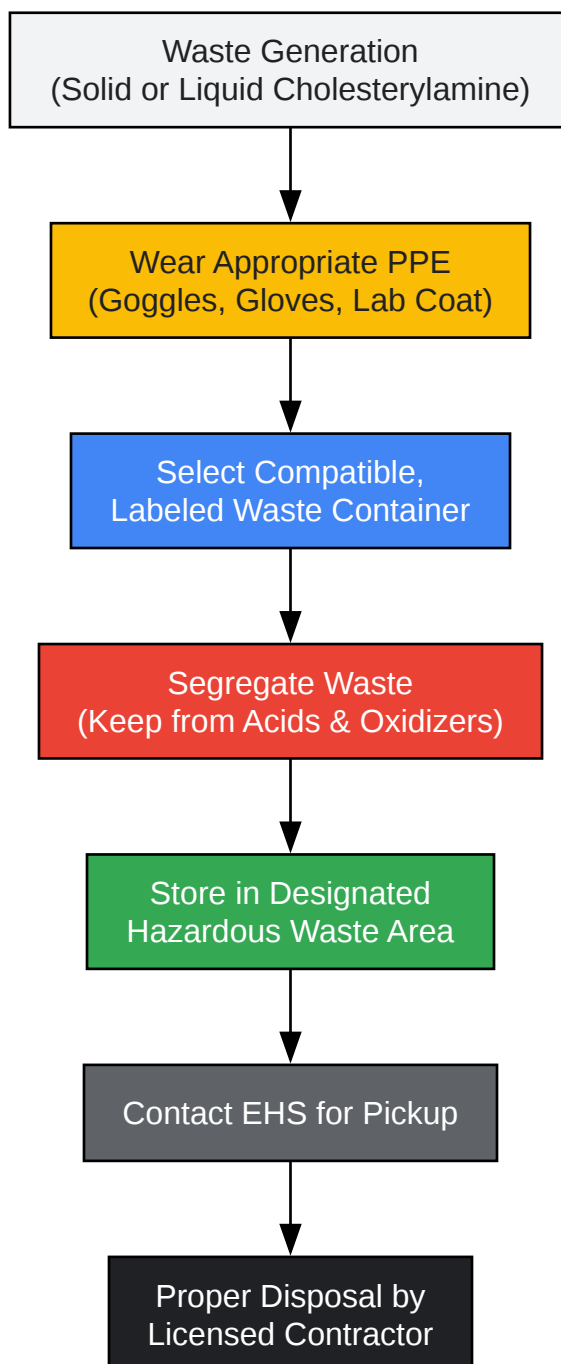 Waste Generation
(Solid or Liquid Cholesterylamine)
Wear Appropriate PPE
(Goggles, Gloves, Lab Coat)
Select Compatible,
Labeled Waste Container
Segregate Waste
(Keep from Acids & Oxidizers)
Store in Designated
Hazardous Waste Area
Contact EHS for Pickup
Proper Disposal by
Licensed Contractor